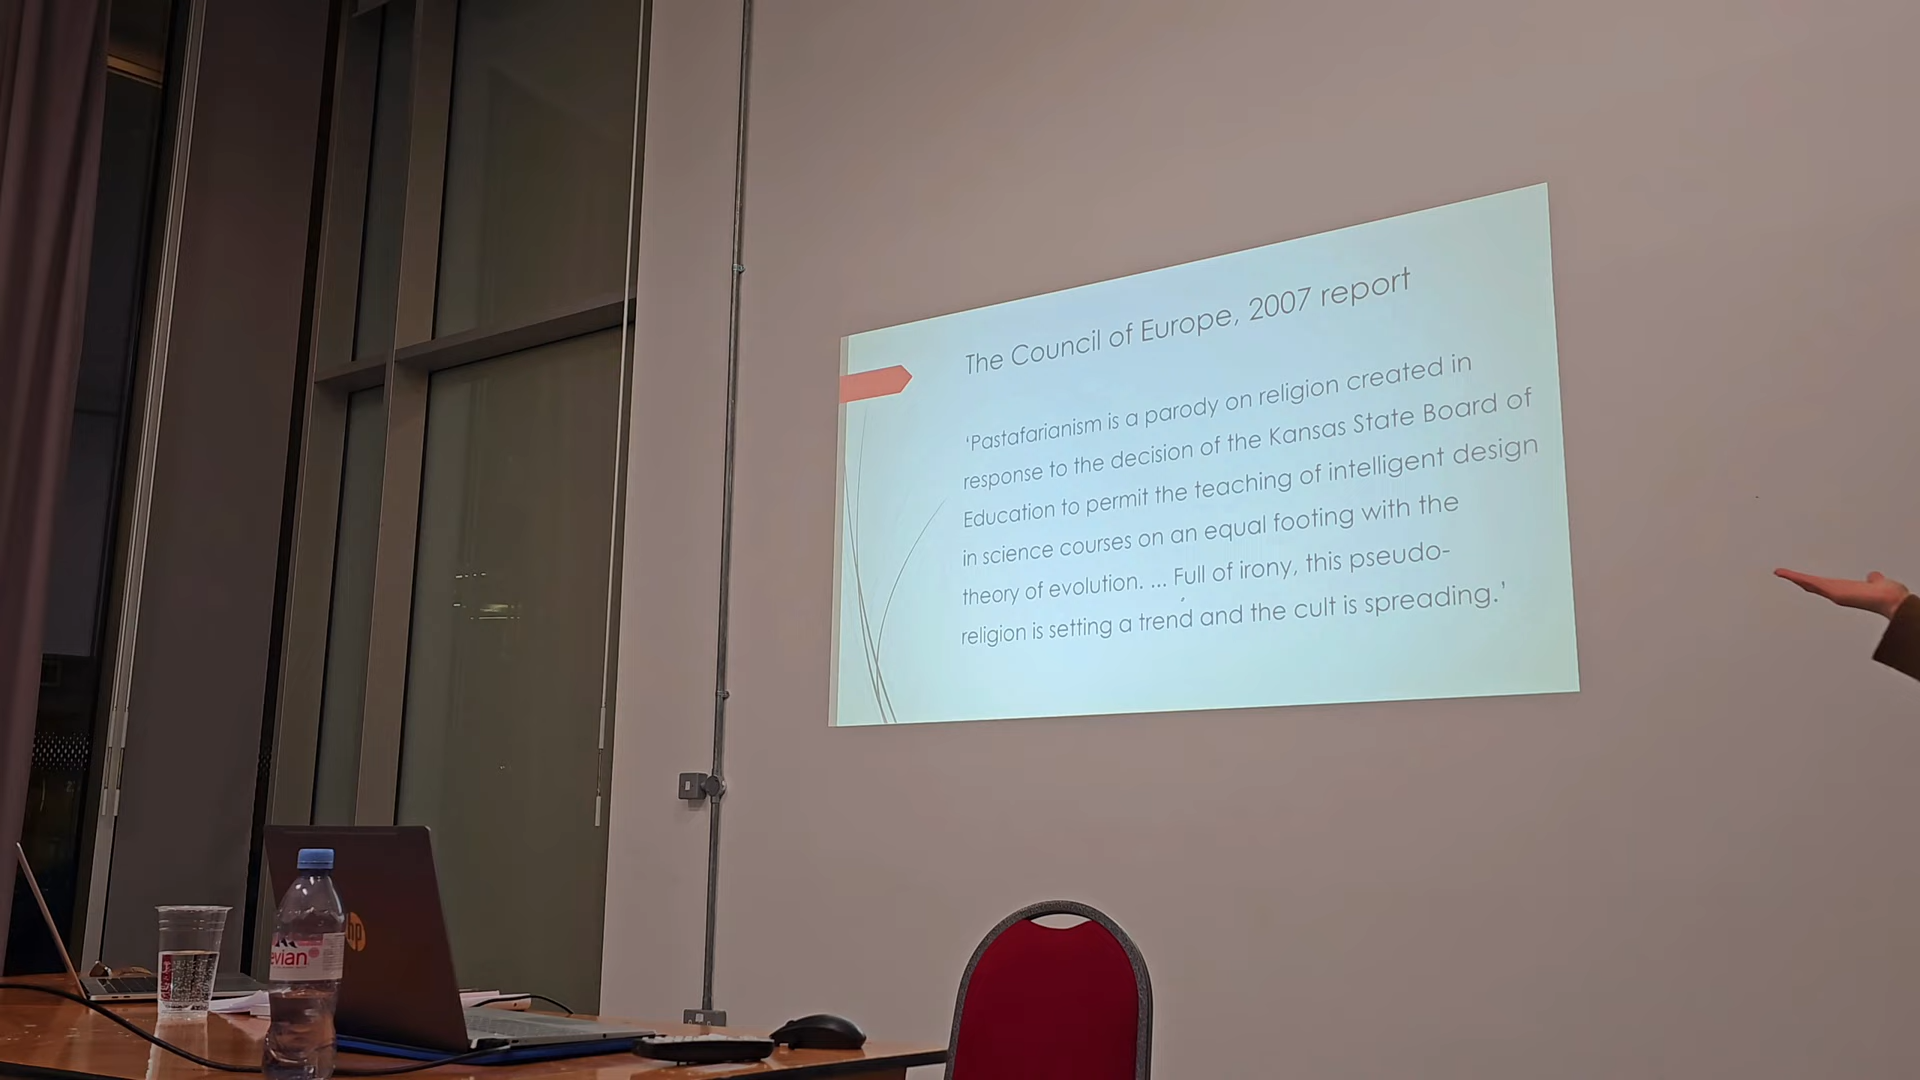 The Council of Europe, 2007 report
'Pastafarianism is a parody on religion created in
response to the decision of the Kansas State Board of
Education to permit the teaching of intelligent design
in science courses on an equal footing with the
theory of evolution. ... Full of irony, this pseudo-
religion is setting a trend and the cult is spreading.'
hp
evian